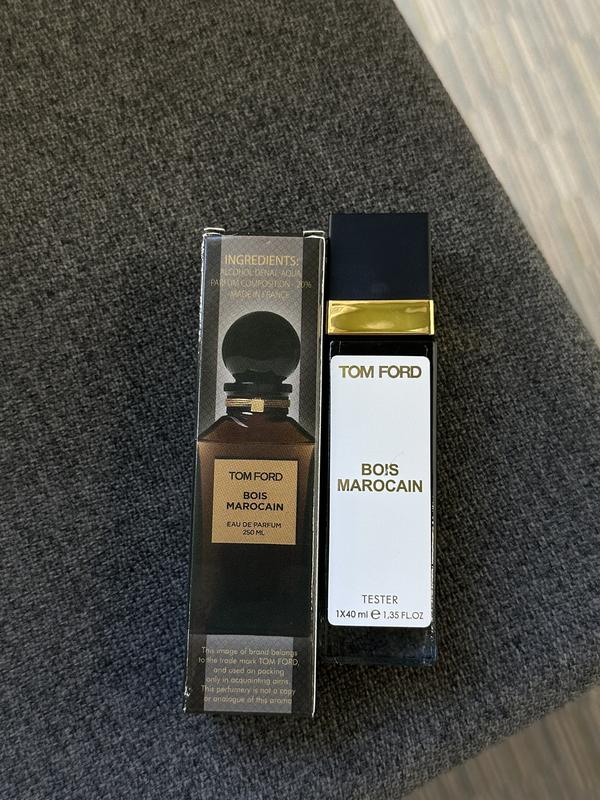 INGREDIENTS:
ALCOHOL DENAT, AQUA,
PARFUM COMPOSITION - 20%
MADE IN FRANCE
TOM FORD
BOIS
MAROCAIN
EAU DE PARFUM
250 ML
This image of brand belongs
to the trade mark TOM FORD,
and used on packing
only in acquainting aims.
This perfumery is not a copy
or analogue of this aroma
TOM FORD
BOIS
MAROCAIN
TESTER
1X40 ml ℮ 1,35 FL.OZ